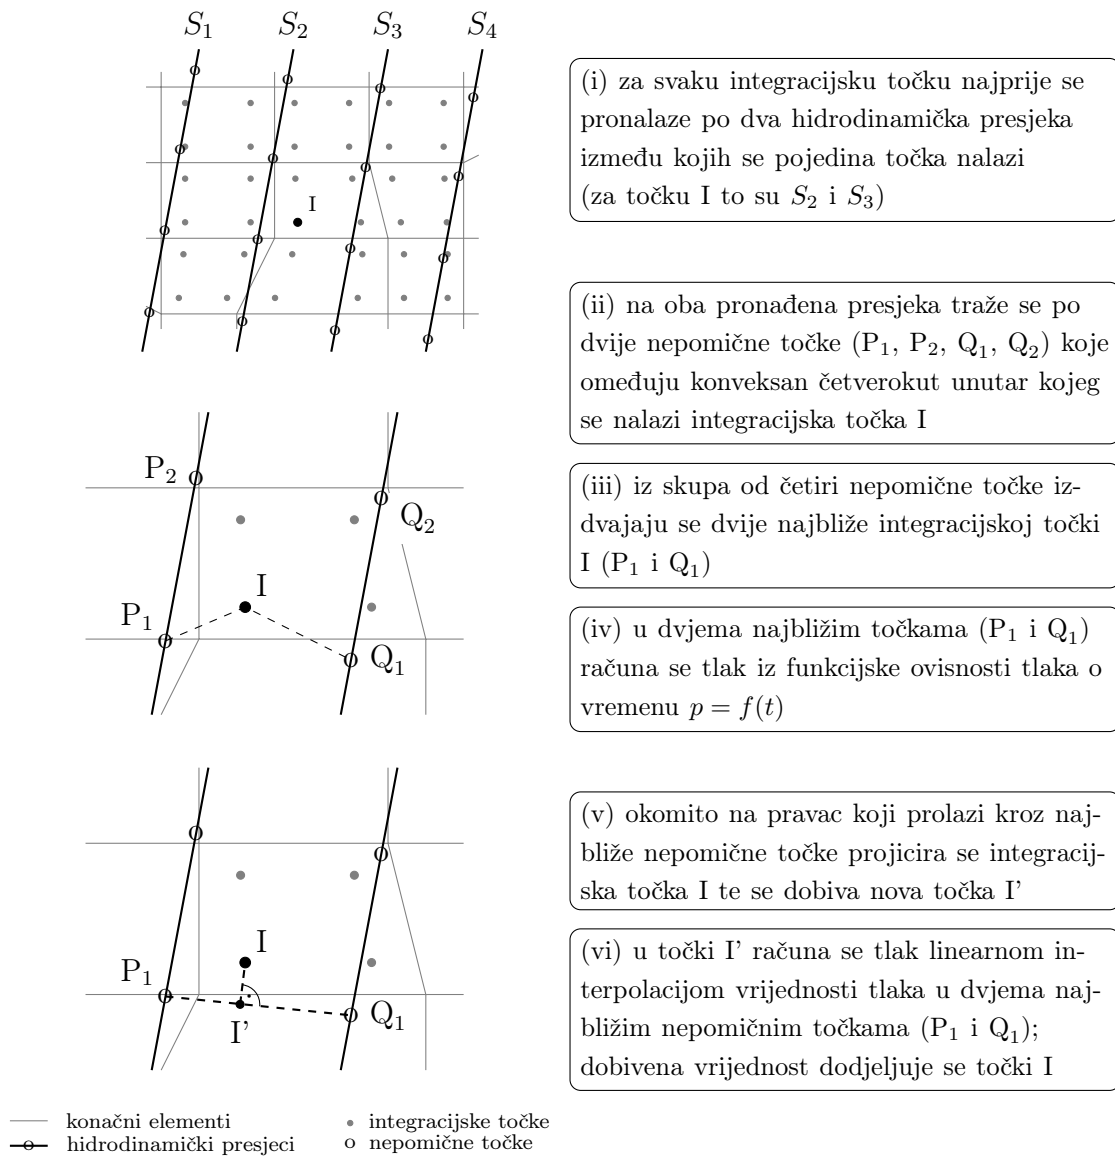 S1 S2 S3 S4
I
(i) za svaku integracijsku točku najprije se
pronalaze po dva hidrodinamička presjeka
između kojih se pojedina točka nalazi
(za točku I to su S2 i S3)
(ii) na oba pronađena presjeka traže se po
dvije nepomične točke (P1, P2, Q1, Q2) koje
omeđuju konveksan četverokut unutar kojeg
se nalazi integracijska točka I
P2
Q2
I
P1
Q1
(iii) iz skupa od četiri nepomične točke iz-
dvajaju se dvije najbliže integracijskoj točki
I (P1 i Q1)
(iv) u dvjema najbližim točkama (P1 i Q1)
računa se tlak iz funkcijske ovisnosti tlaka o
vremenu p = f(t)
I
P1
I'
Q1
(v) okomito na pravac koji prolazi kroz naj-
bliže nepomične točke projicira se integracij-
ska točka I te se dobiva nova točka I'
(vi) u točki I' računa se tlak linearnom in-
terpolacijom vrijednosti tlaka u dvjema naj-
bližim nepomičnim točkama (P1 i Q1);
dobivena vrijednost dodjeljuje se točki I
konačni elementi
hidrodinamički presjeci
integracijske točke
nepomične točke